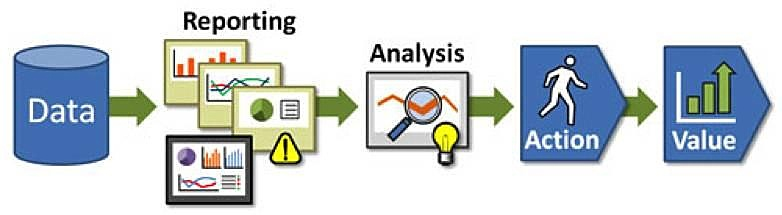 Reporting
Analysis
Data
Action
Value